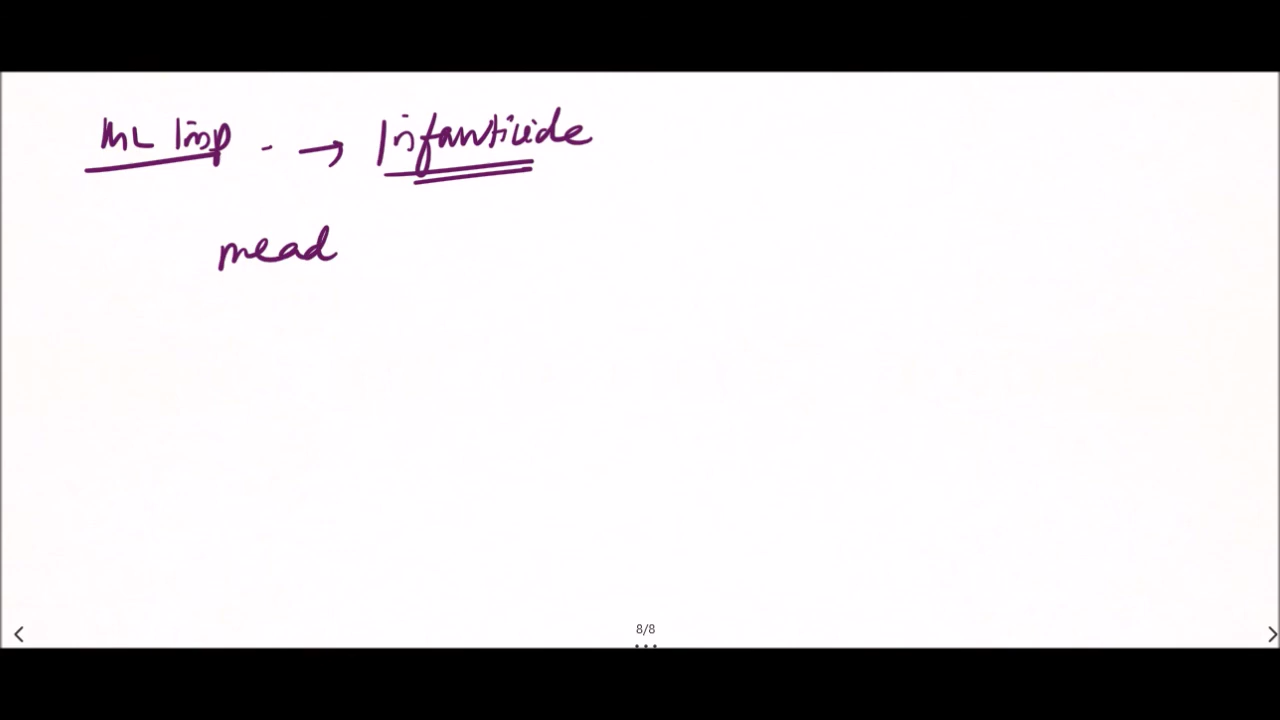 ML Imp . → Infanticide
mead
8/8